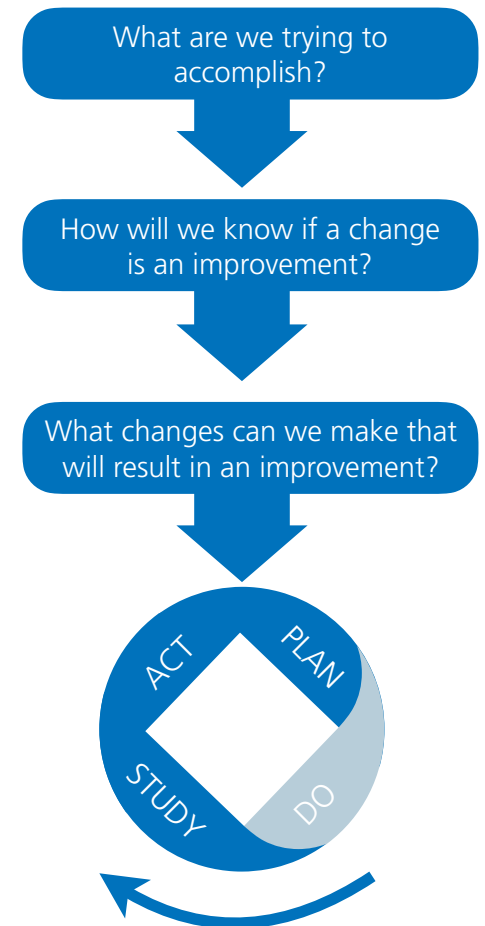 What are we trying to
accomplish?
How will we know if a change
is an improvement?
What changes can we make that
will result in an improvement?
ACT
PLAN
STUDY
DO